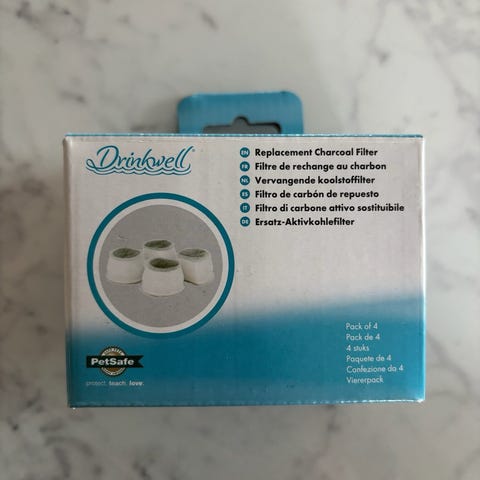 Drinkwell
EN Replacement Charcoal Filter
FR Filtre de rechange au charbon
NL Vervangende koolstoffilter
ES Filtro de carbón de repuesto
IT Filtro di carbone attivo sostituibile
DE Ersatz-Aktivkohlefilter
Pack of 4
Pack de 4
4 stuks
Paquete de 4
Confezione da 4
Viererpack
PetSafe
protect. teach. love.